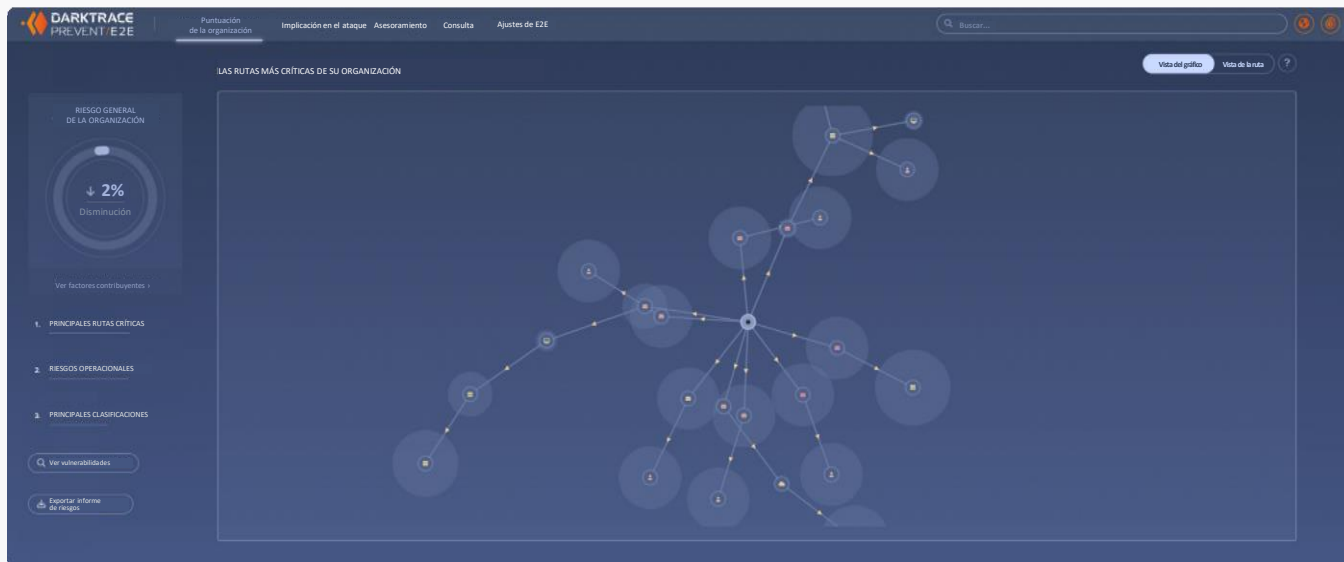 DARKTRACE
PREVENT/E2E
Puntuación
de la organización
Implicación en el ataque
Asesoramiento
Consulta
Ajustes de E2E
Buscar...
LAS RUTAS MÁS CRÍTICAS DE SU ORGANIZACIÓN
Vista del gráfico
Vista de la ruta
?
RIESGO GENERAL
DE LA ORGANIZACIÓN
2%
Disminución
Ver factores contribuyentes ›
1. PRINCIPALES RUTAS CRÍTICAS
2. RIESGOS OPERACIONALES
3. PRINCIPALES CLASIFICACIONES
Ver vulnerabilidades
Exportar informe
de riesgos